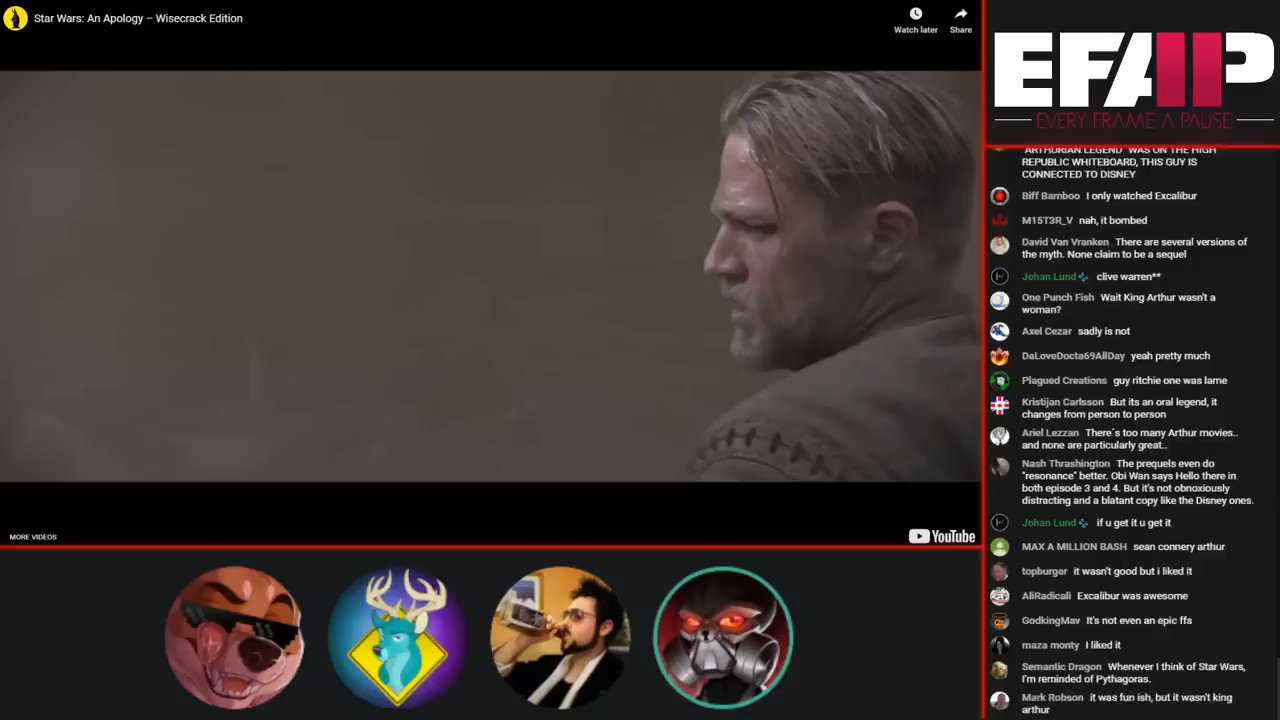 Star Wars: An Apology – Wisecrack Edition
Watch later
Share
MORE VIDEOS
YouTube
EFAP
EVERY FRAME A PAUSE
ARTHURIAN LEGEND WAS ON THE HIGH
REPUBLIC WHITEBOARD, THIS GUY IS
CONNECTED TO DISNEY
Biff Bamboo I only watched Excalibur
M15T3R_V nah, it bombed
David Van Vranken There are several versions of
the myth. None claim to be a sequel
Johan Lund clive warren**
One Punch Fish Wait King Arthur wasn't a
woman?
Axel Cezar sadly is not
DaLoveDocta69AllDay yeah pretty much
Plagued Creations guy ritchie one was lame
Kristijan Carlsson But its an oral legend, it
changes from person to person
Ariel Lezzan There´s too many Arthur movies..
and none are particularly great..
Nash Thrashington The prequels even do
"resonance" better. Obi Wan says Hello there in
both episode 3 and 4. But it's not obnoxiously
distracting and a blatant copy like the Disney ones.
Johan Lund if u get it u get it
MAX A MILLION BASH sean connery arthur
topburger it wasn't good but i liked it
AliRadicali Excalibur was awesome
GodkingMav It's not even an epic ffs
maza monty I liked it
Semantic Dragon Whenever I think of Star Wars,
I'm reminded of Pythagoras.
Mark Robson it was fun ish, but it wasn't king
arthur